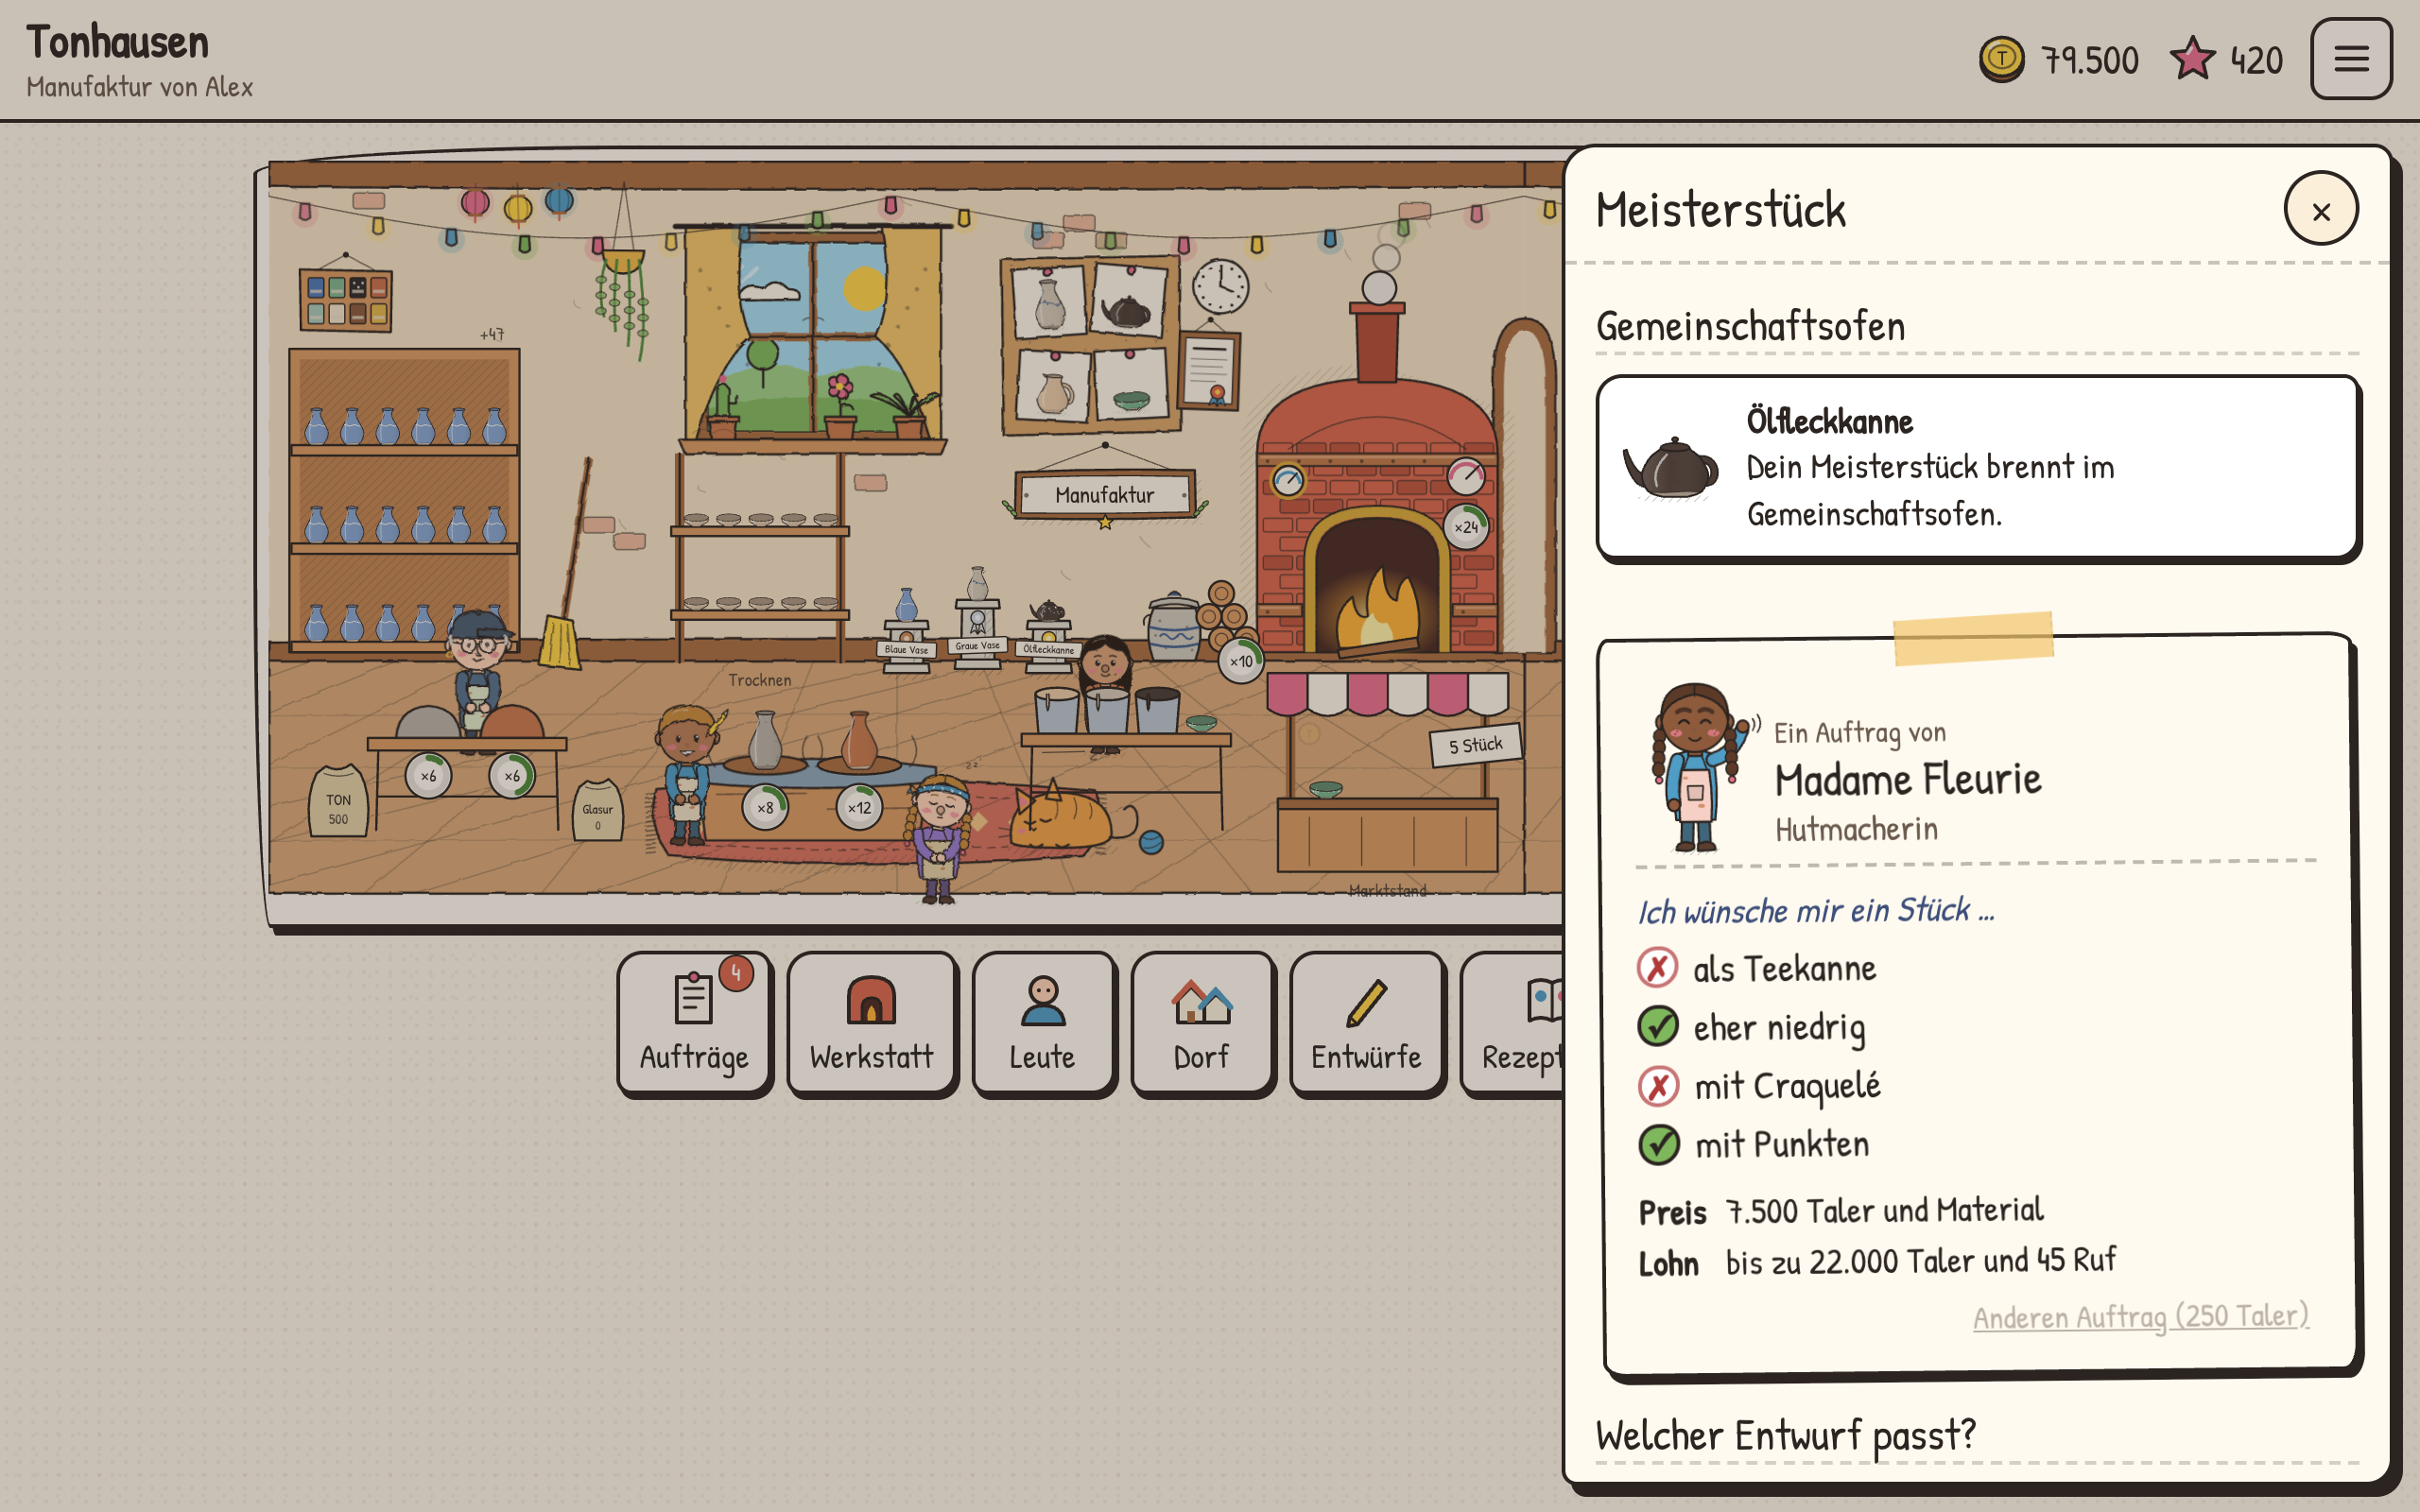 Tonhausen
Manufaktur von Alex
T
79.500
420
+47
Manufaktur
×24
Blaue Vase
Graue Vase
Ölfleckkanne
×10
Trocknen
5 Stück
×6
×6
TON
500
Glasur
0
×8
×12
zz
Marktstand
4
Aufträge
Werkstatt
Leute
Dorf
Entwürfe
Rezept
Meisterstück
×
Gemeinschaftsofen
Ölfleckkanne
Dein Meisterstück brennt im
Gemeinschaftsofen.
Ein Auftrag von
Madame Fleurie
Hutmacherin
Ich wünsche mir ein Stück ...
✗ als Teekanne
✓ eher niedrig
✗ mit Craquelé
✓ mit Punkten
Preis 7.500 Taler und Material
Lohn bis zu 22.000 Taler und 45 Ruf
Anderen Auftrag (250 Taler)
Welcher Entwurf passt?